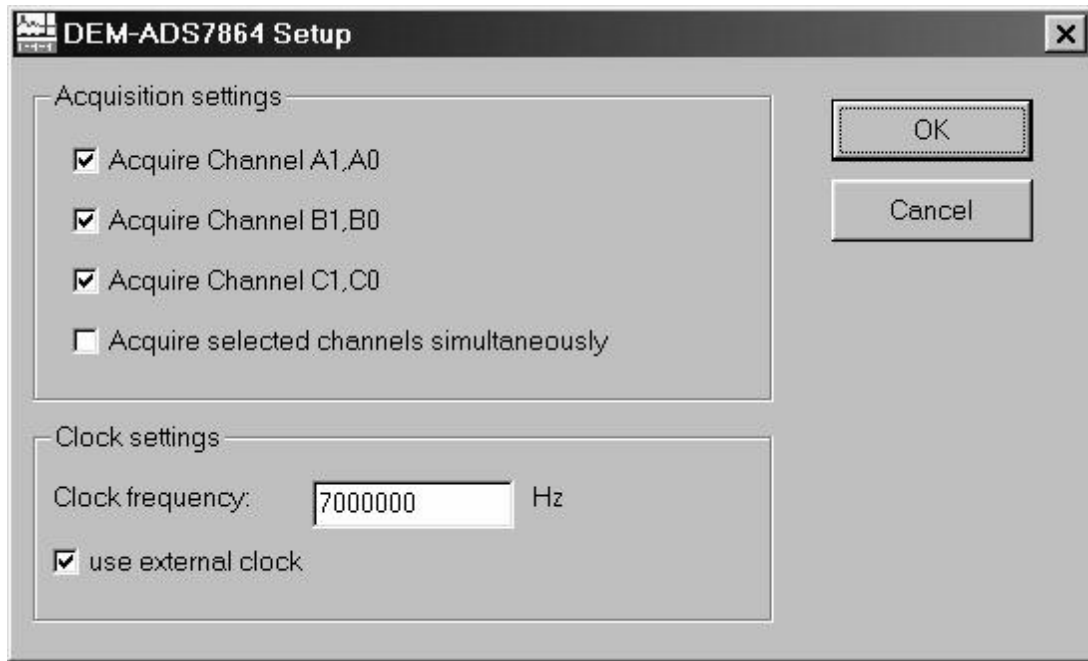 DEM-ADS7864 Setup
Acquisition settings
Acquire Channel A1,A0
Acquire Channel B1,B0
Acquire Channel C1,C0
Acquire selected channels simultaneously
OK
Cancel
Clock settings
Clock frequency: 7000000 Hz
use external clock